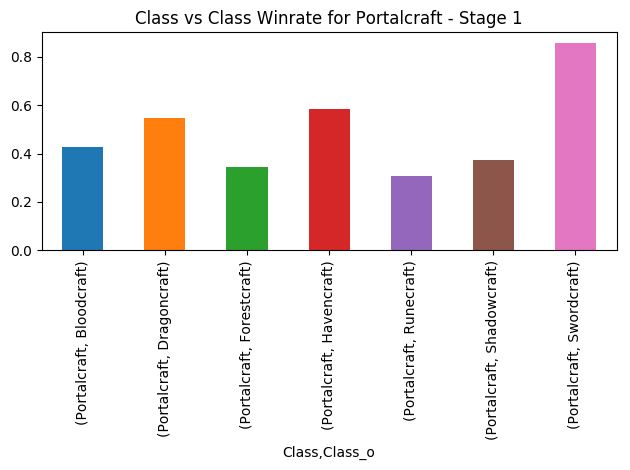 Class vs Class Winrate for Portalcraft - Stage 1
0.8
0.6
0.4
0.2
0.0
(Portalcraft, Bloodcraft)
(Portalcraft, Dragoncraft)
(Portalcraft, Forestcraft)
(Portalcraft, Havencraft)
(Portalcraft, Runecraft)
(Portalcraft, Shadowcraft)
(Portalcraft, Swordcraft)
Class,Class_o